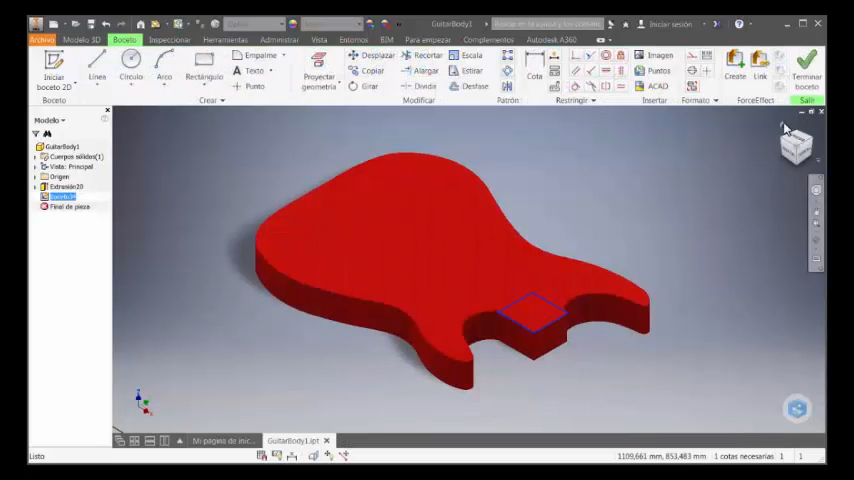 GuitarBody1
Iniciar sesión
Archivo Modelo 3D Boceto Inspeccionar Herramientas Administrar Vista Entornos BIM Para empezar Complementos Autodesk A360
Iniciar boceto 2D
Línea
Círculo
Arco
Rectángulo
Empalme
Texto
Punto
Proyectar geometría
Desplazar
Copiar
Girar
Recortar
Alargar
Dividir
Escala
Estirar
Desfase
Cota
Imagen
Puntos
ACAD
Create
Link
Terminar boceto
Boceto
Crear
Modificar
Patrón
Restringir
Insertar
Formato
ForceEffect
Salir
Modelo
GuitarBody1
Cuerpos sólidos(1)
Vista: Principal
Origen
Extrusión20
Final de pieza
Mi página de inic...
GuitarBody1.ipt
Listo
1109,661 mm, 853,483 mm
1 cotas necesarias
1
1